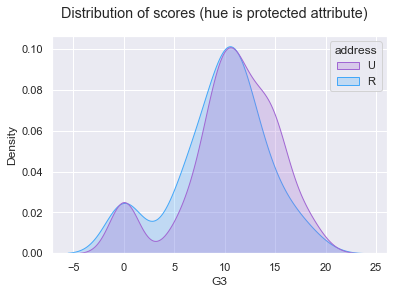 Distribution of scores (hue is protected attribute)
address
U
R
Density
0.10
0.08
0.06
0.04
0.02
0.00
−5
0
5
10
15
20
25
G3